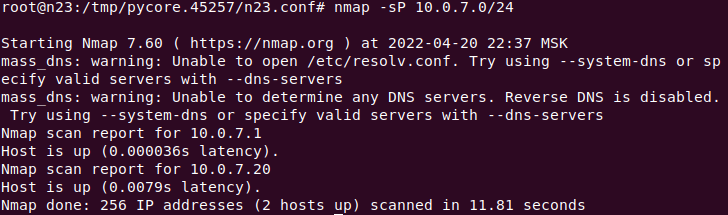 root@n23:/tmp/pycore.45257/n23.conf# nmap -sP 10.0.7.0/24
Starting Nmap 7.60 ( https://nmap.org ) at 2022-04-20 22:37 MSK
mass_dns: warning: Unable to open /etc/resolv.conf. Try using --system-dns or sp
ecify valid servers with --dns-servers
mass_dns: warning: Unable to determine any DNS servers. Reverse DNS is disabled.
 Try using --system-dns or specify valid servers with --dns-servers
Nmap scan report for 10.0.7.1
Host is up (0.000036s latency).
Nmap scan report for 10.0.7.20
Host is up (0.0079s latency).
Nmap done: 256 IP addresses (2 hosts up) scanned in 11.81 seconds